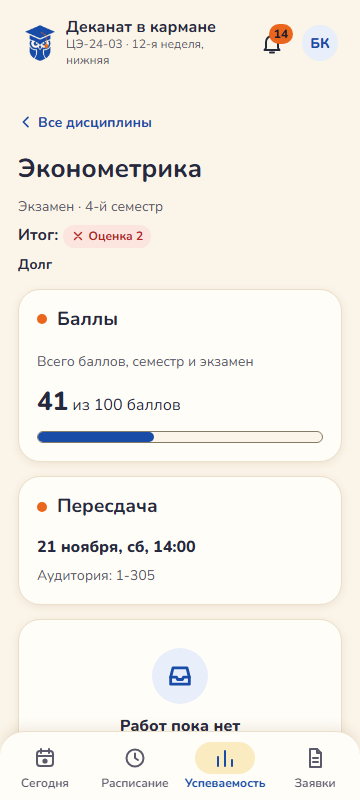 Деканат в кармане
ЦЭ-24-03 · 12-я неделя,
нижняя
14
БК
Все дисциплины
Эконометрика
Экзамен · 4-й семестр
Итог: Оценка 2
Долг
Баллы
Всего баллов, семестр и экзамен
41 из 100 баллов
Пересдача
21 ноября, сб, 14:00
Аудитория: 1-305
Работ пока нет
Сегодня
Расписание
Успеваемость
Заявки